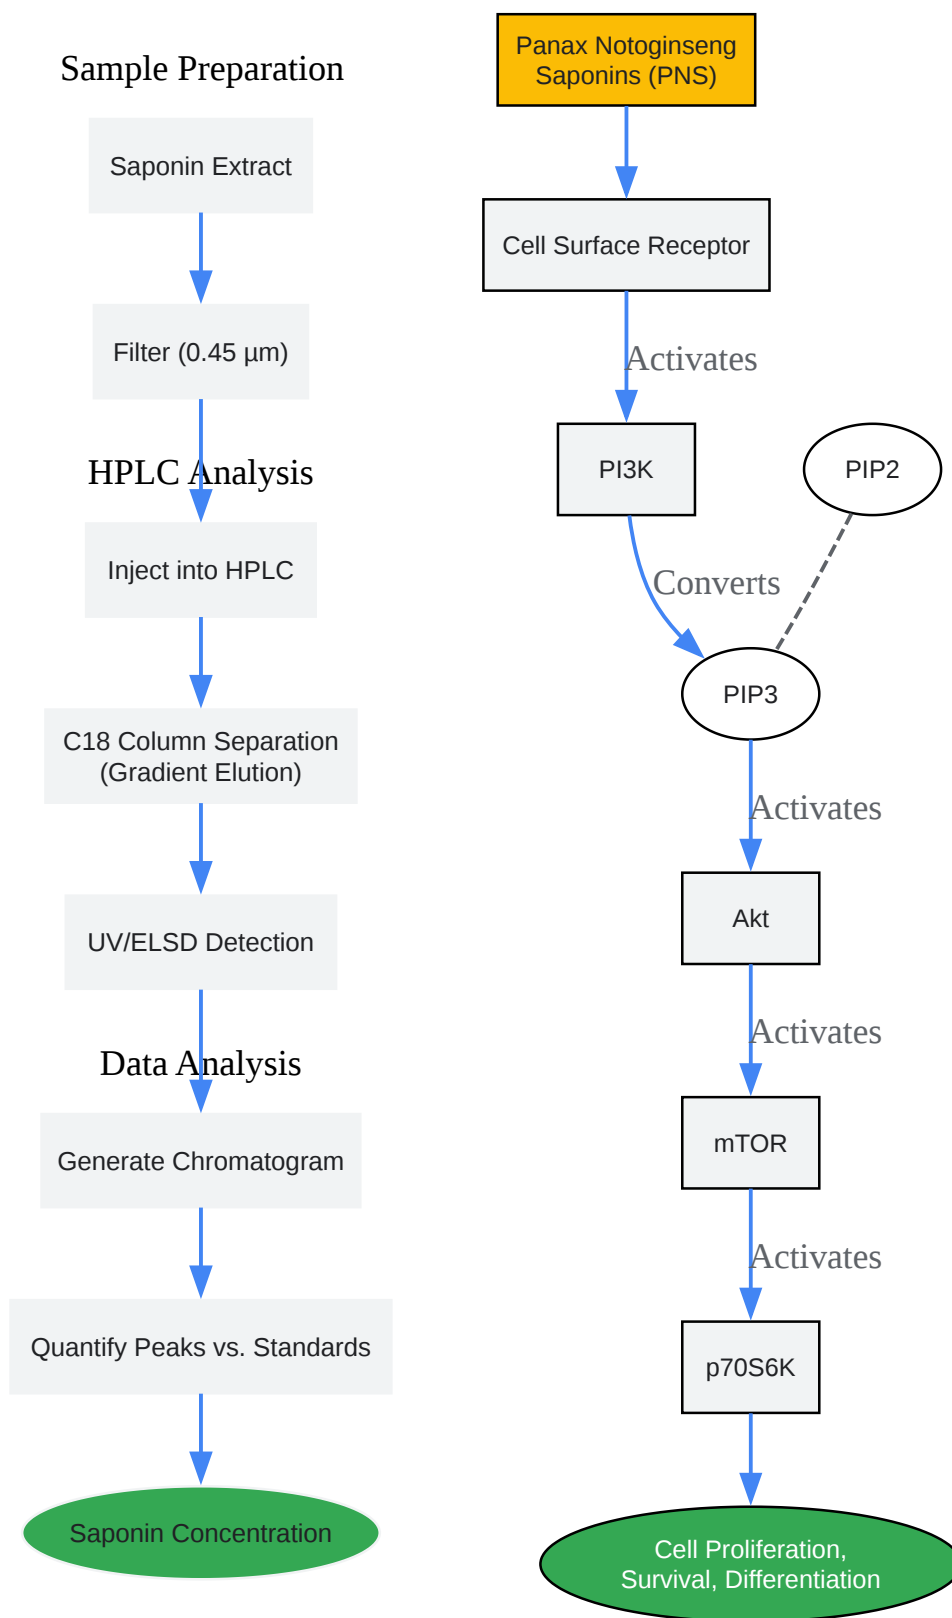 Sample Preparation
Saponin Extract
Filter (0.45 µm)
HPLC Analysis
Inject into HPLC
C18 Column Separation
(Gradient Elution)
UV/ELSD Detection
Data Analysis
Generate Chromatogram
Quantify Peaks vs. Standards
Saponin Concentration
Panax Notoginseng
Saponins (PNS)
Cell Surface Receptor
Activates
PI3K
PIP2
Converts
PIP3
Activates
Akt
Activates
mTOR
Activates
p70S6K
Cell Proliferation,
Survival, Differentiation